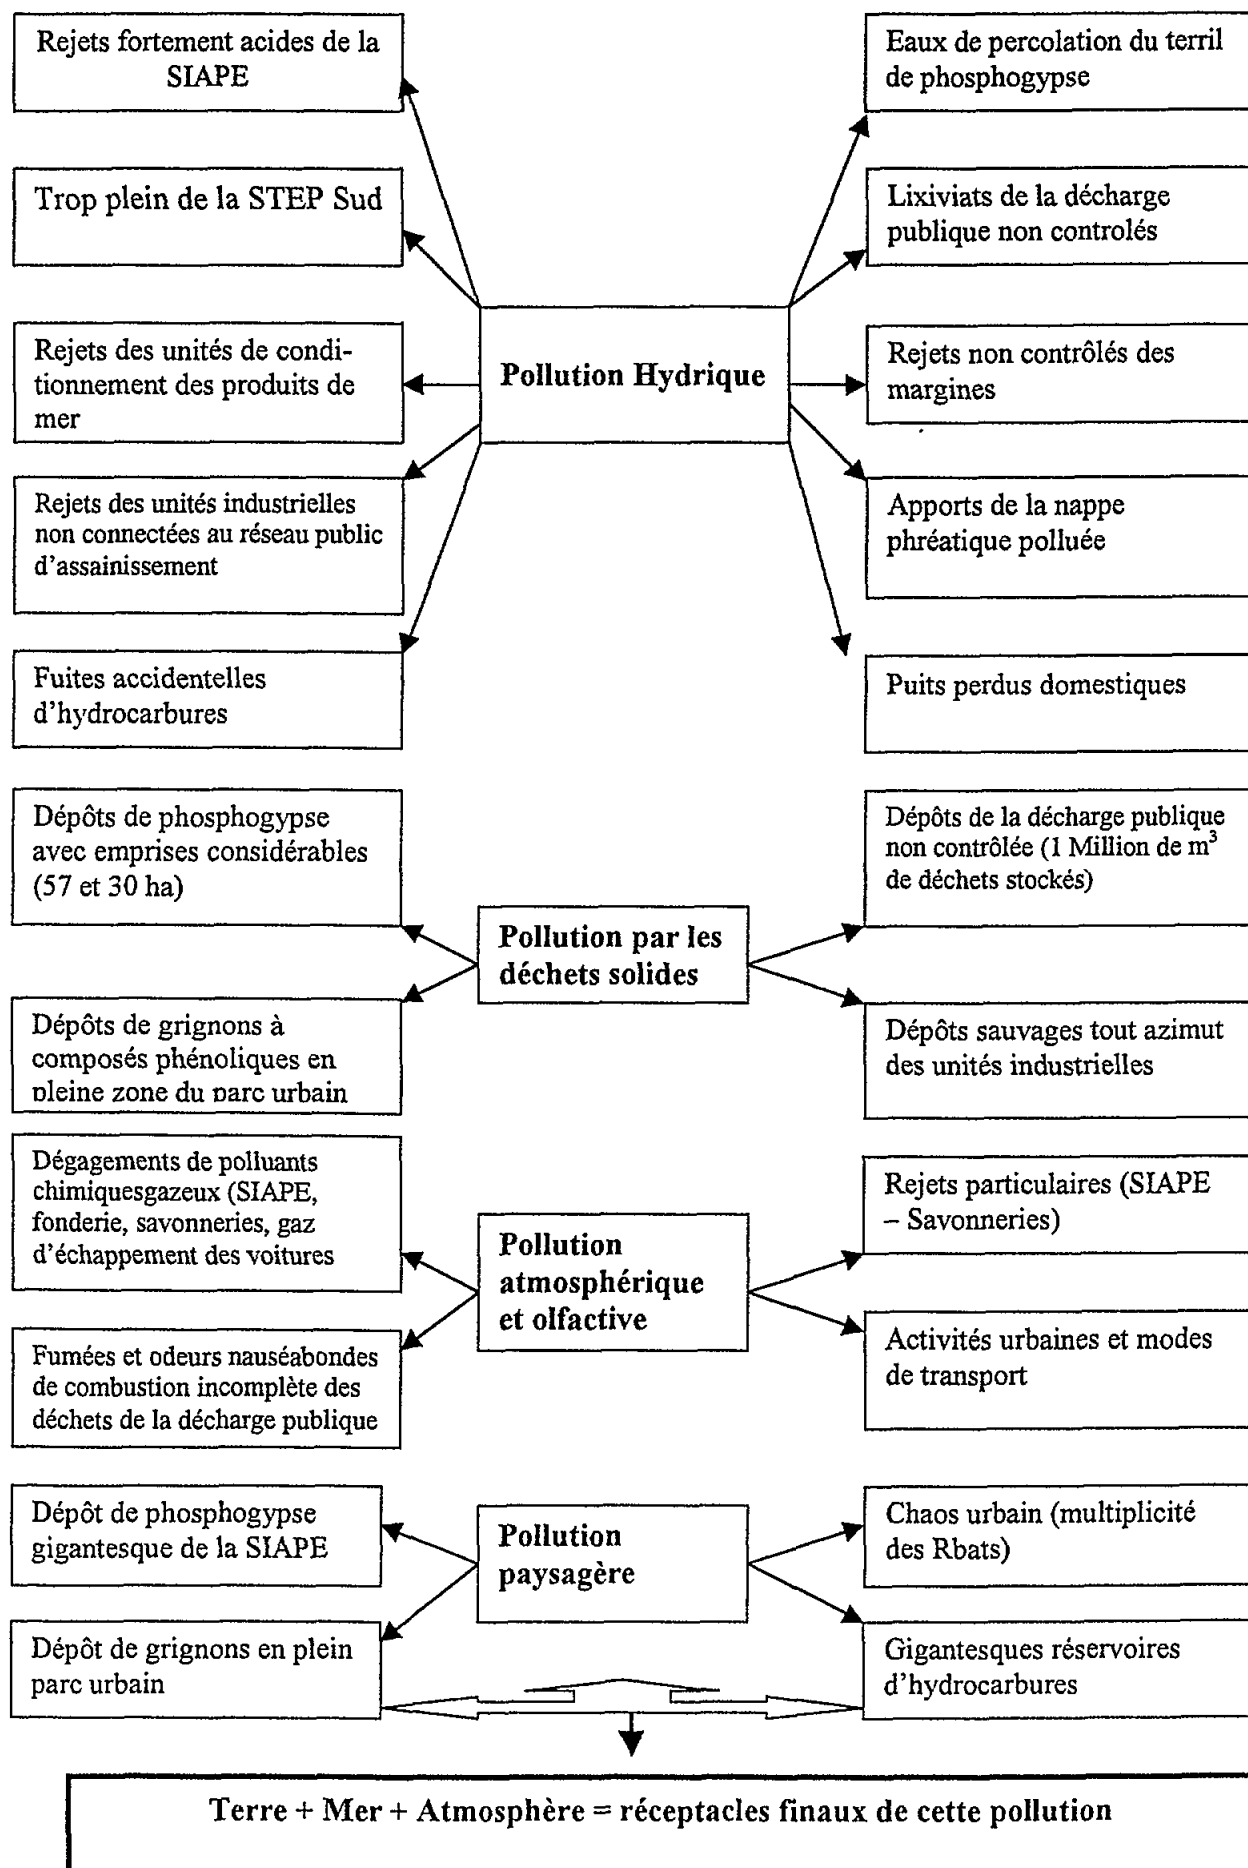 Rejets fortement acides de la
SIAPE
Eaux de percolation du terril
de phosphogypse
Trop plein de la STEP Sud
Lixiviats de la décharge
publique non controlés
Rejets des unités de condi-
tionnement des produits de
mer
Pollution Hydrique
Rejets non contrôlés des
margines
Rejets des unités industrielles
non connectées au réseau public
d'assainissement
Apports de la nappe
phréatique polluée
Fuites accidentelles
d'hydrocarbures
Puits perdus domestiques
Dépôts de phosphogypse
avec emprises considérables
(57 et 30 ha)
Dépôts de la décharge publique
non contrôlée (1 Million de m³
de déchets stockés)
Pollution par les
déchets solides
Dépôts de grignons à
composés phénoliques en
pleine zone du parc urbain
Dépôts sauvages tout azimut
des unités industrielles
Dégagements de polluants
chimiquesgazeux (SIAPE,
fonderie, savonneries, gaz
d'échappement des voitures
Rejets particulaires (SIAPE
– Savonneries)
Pollution
atmosphérique
et olfactive
Fumées et odeurs nauséabondes
de combustion incomplète des
déchets de la décharge publique
Activités urbaines et modes
de transport
Dépôt de phosphogypse
gigantesque de la SIAPE
Pollution
paysagère
Chaos urbain (multiplicité
des Rbats)
Dépôt de grignons en plein
parc urbain
Gigantesques réservoires
d'hydrocarbures
Terre + Mer + Atmosphère = réceptacles finaux de cette pollution